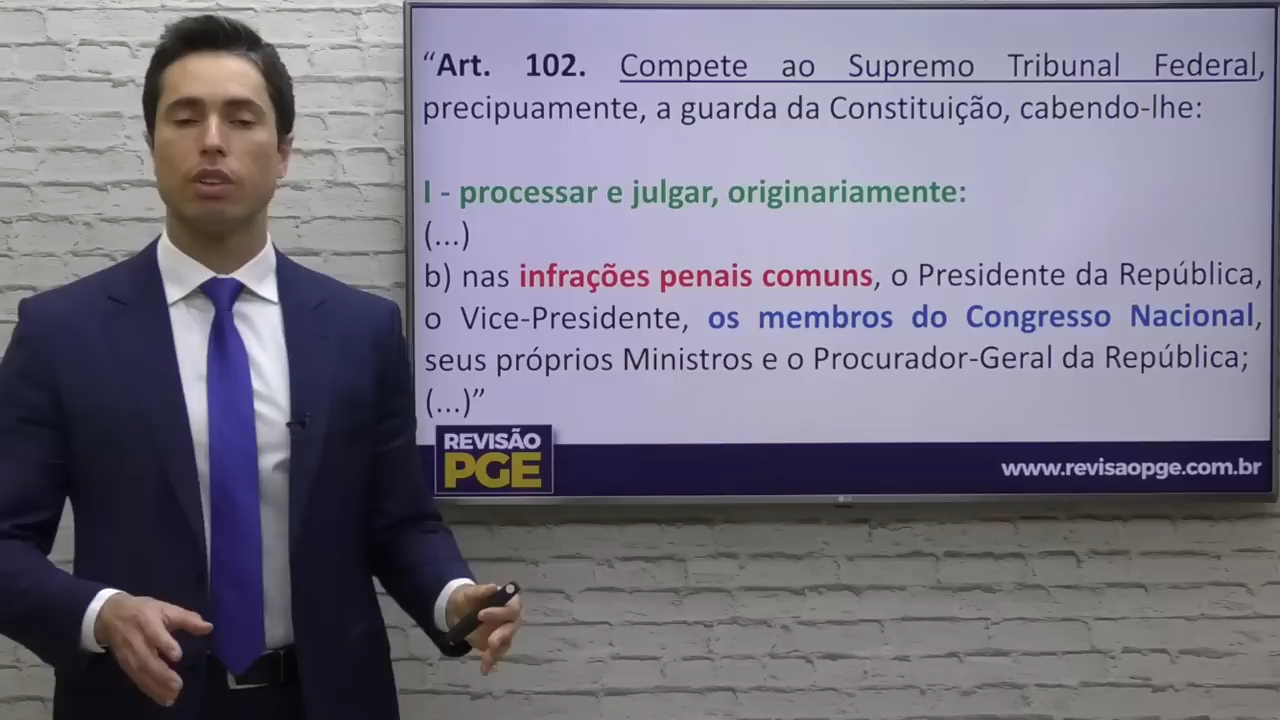 “Art. 102. Compete ao Supremo Tribunal Federal,
precipuamente, a guarda da Constituição, cabendo-lhe:
I - processar e julgar, originariamente:
(...)
b) nas infrações penais comuns, o Presidente da República,
o Vice-Presidente, os membros do Congresso Nacional,
seus próprios Ministros e o Procurador-Geral da República;
(...)”
REVISÃO
PGE
www.revisaopge.com.br
LG